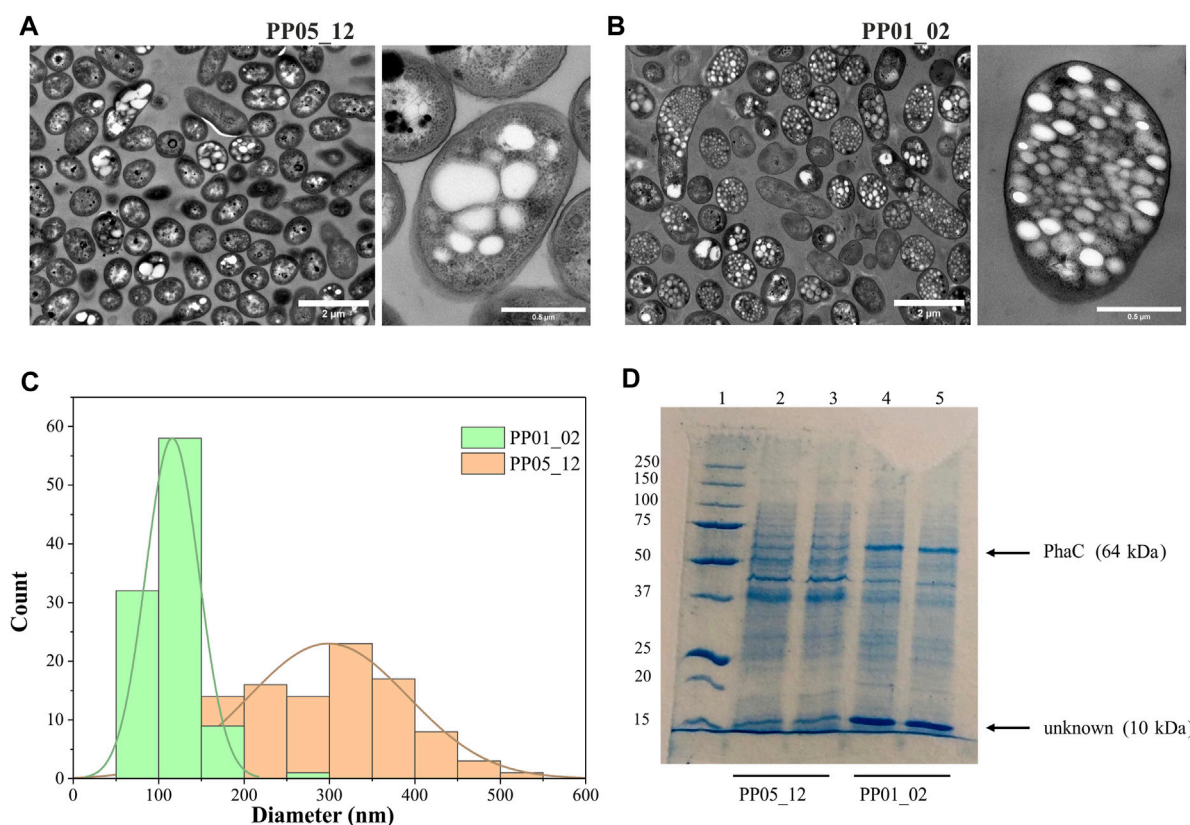 A
PP05_12
2 µm
0.5 µm
B
PP01_02
2 µm
0.5 µm
C
60
50
40
30
20
10
0
Count
0
100
200
300
400
500
600
Diameter (nm)
PP01_02
PP05_12
D
1 2 3 4 5
250
150
100
75
50
37
25
20
15
PhaC (64 kDa)
unknown (10 kDa)
PP05_12
PP01_02